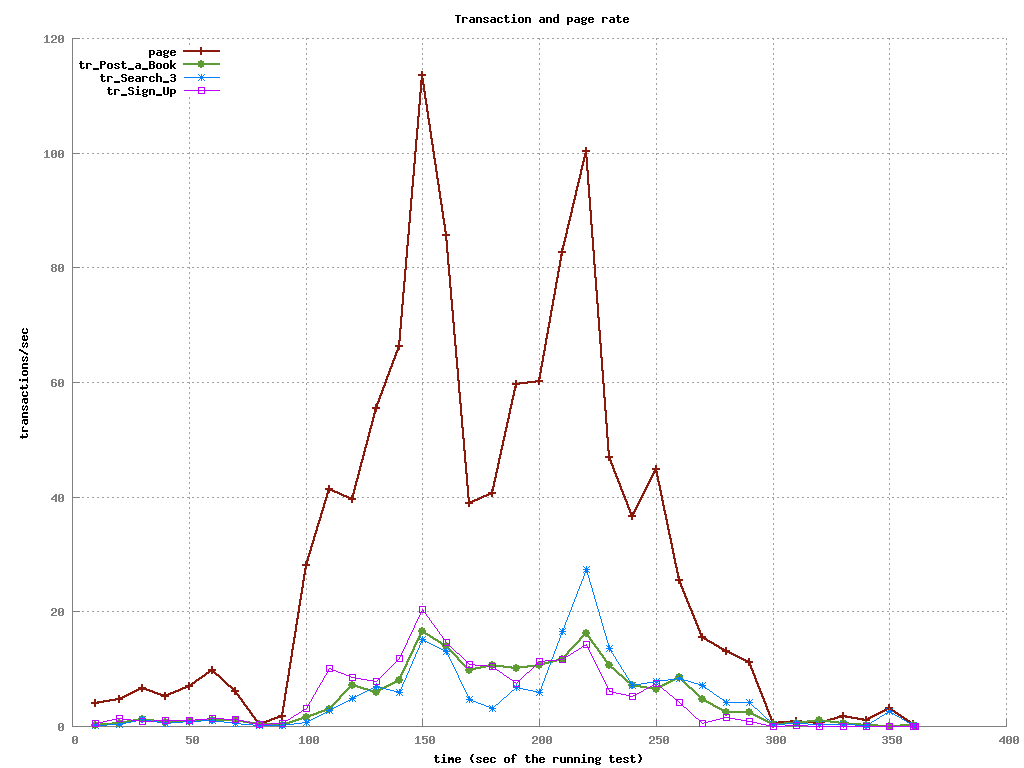 Transaction and page rate
120
100
80
60
40
20
0
transactions/sec
page
tr_Post_a_Book
tr_Search_3
tr_Sign_Up
0 50 100 150 200 250 300 350 400
time (sec of the running test)